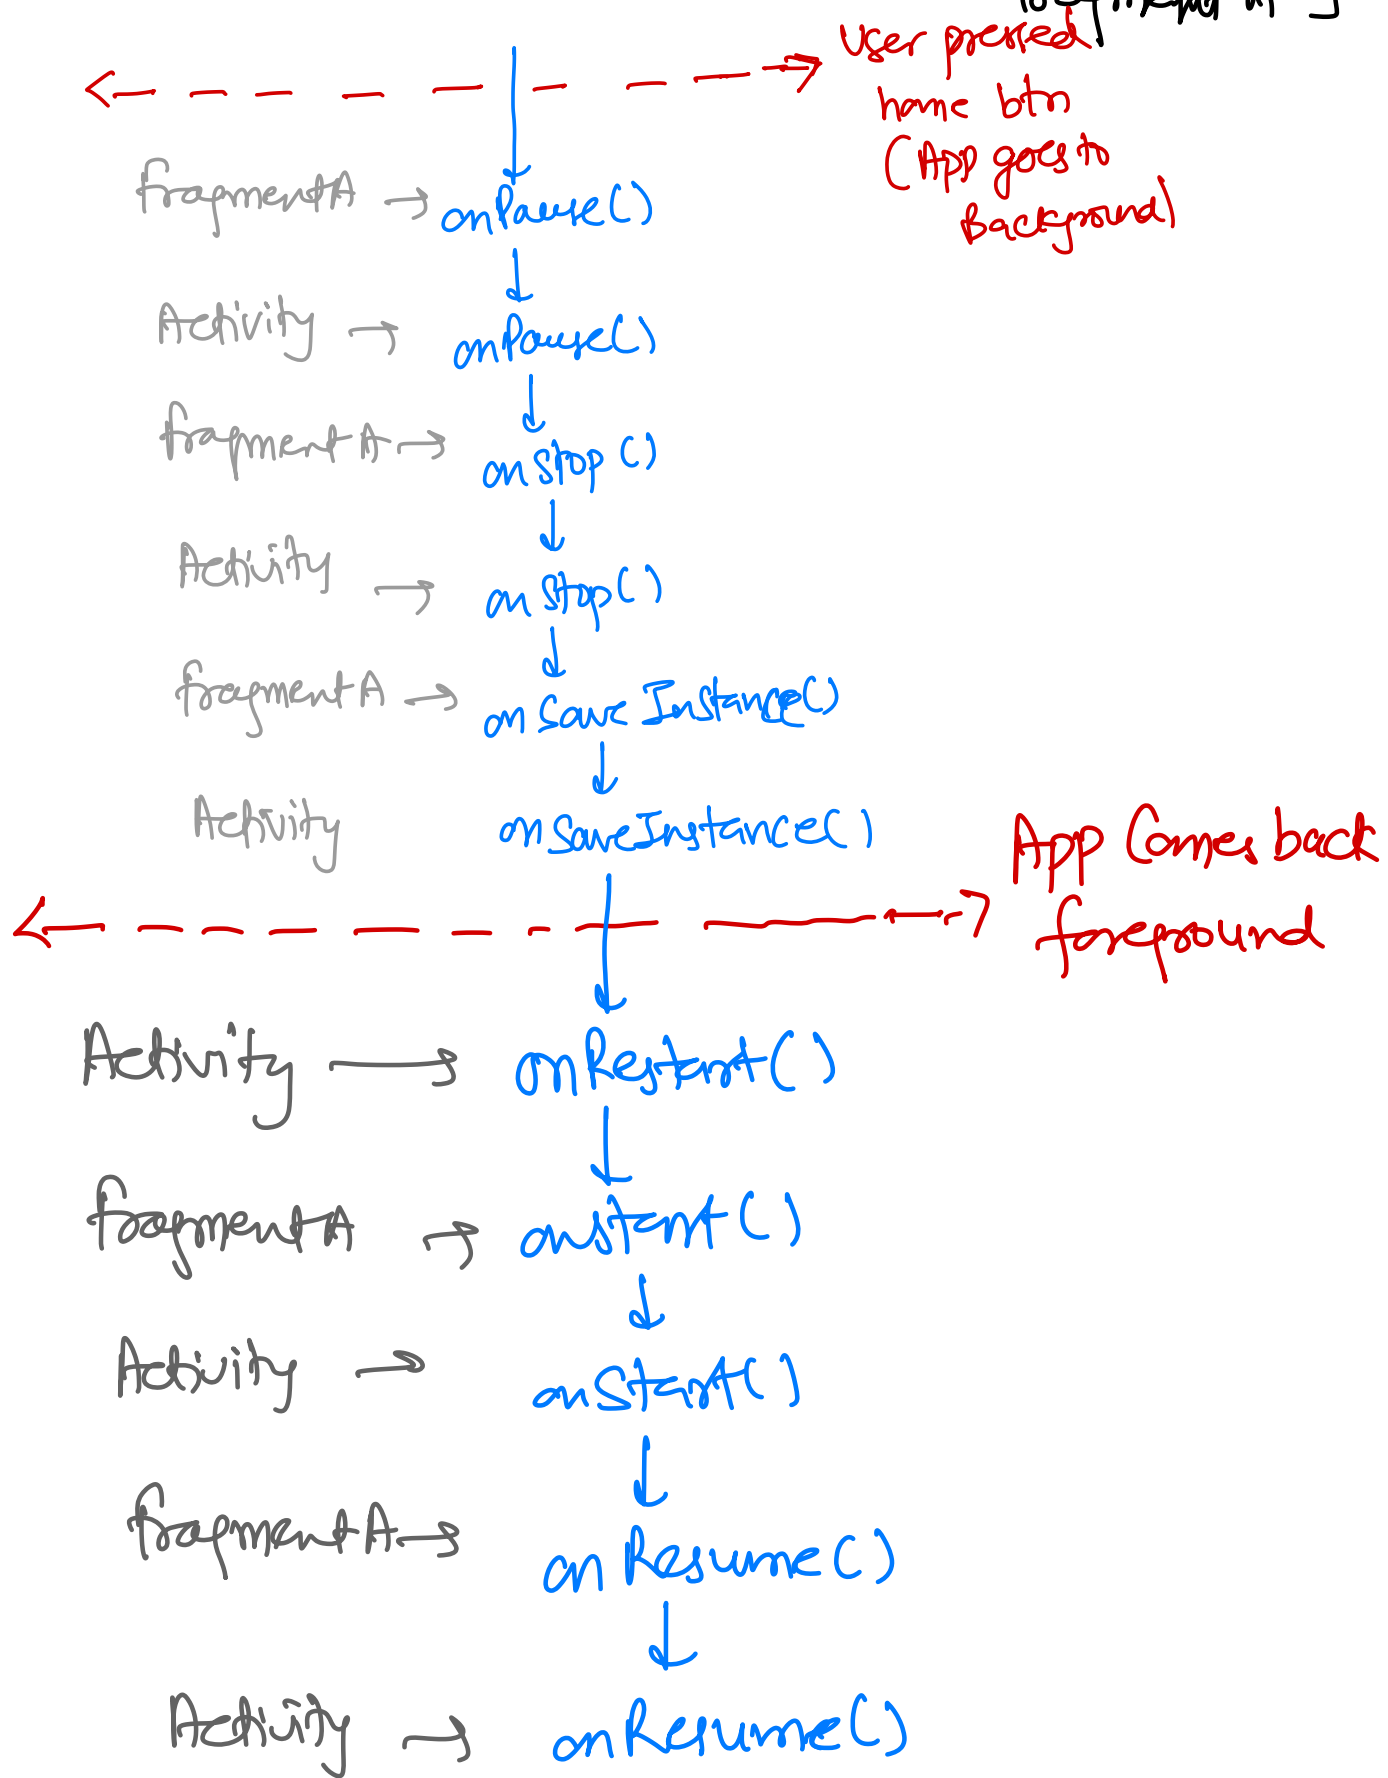 User pressed
home btn
(App goes to
Background)
fragmentA → onPause()
Activity → onPause()
fragmentA → onStop()
Activity → onStop()
fragmentA → onSaveInstance()
Activity onSaveInstance()
App Comes back
foreground
Activity → onRestart()
fragmentA → onstart()
Activity → onStart()
fragmentA → onResume()
Activity → onResume()